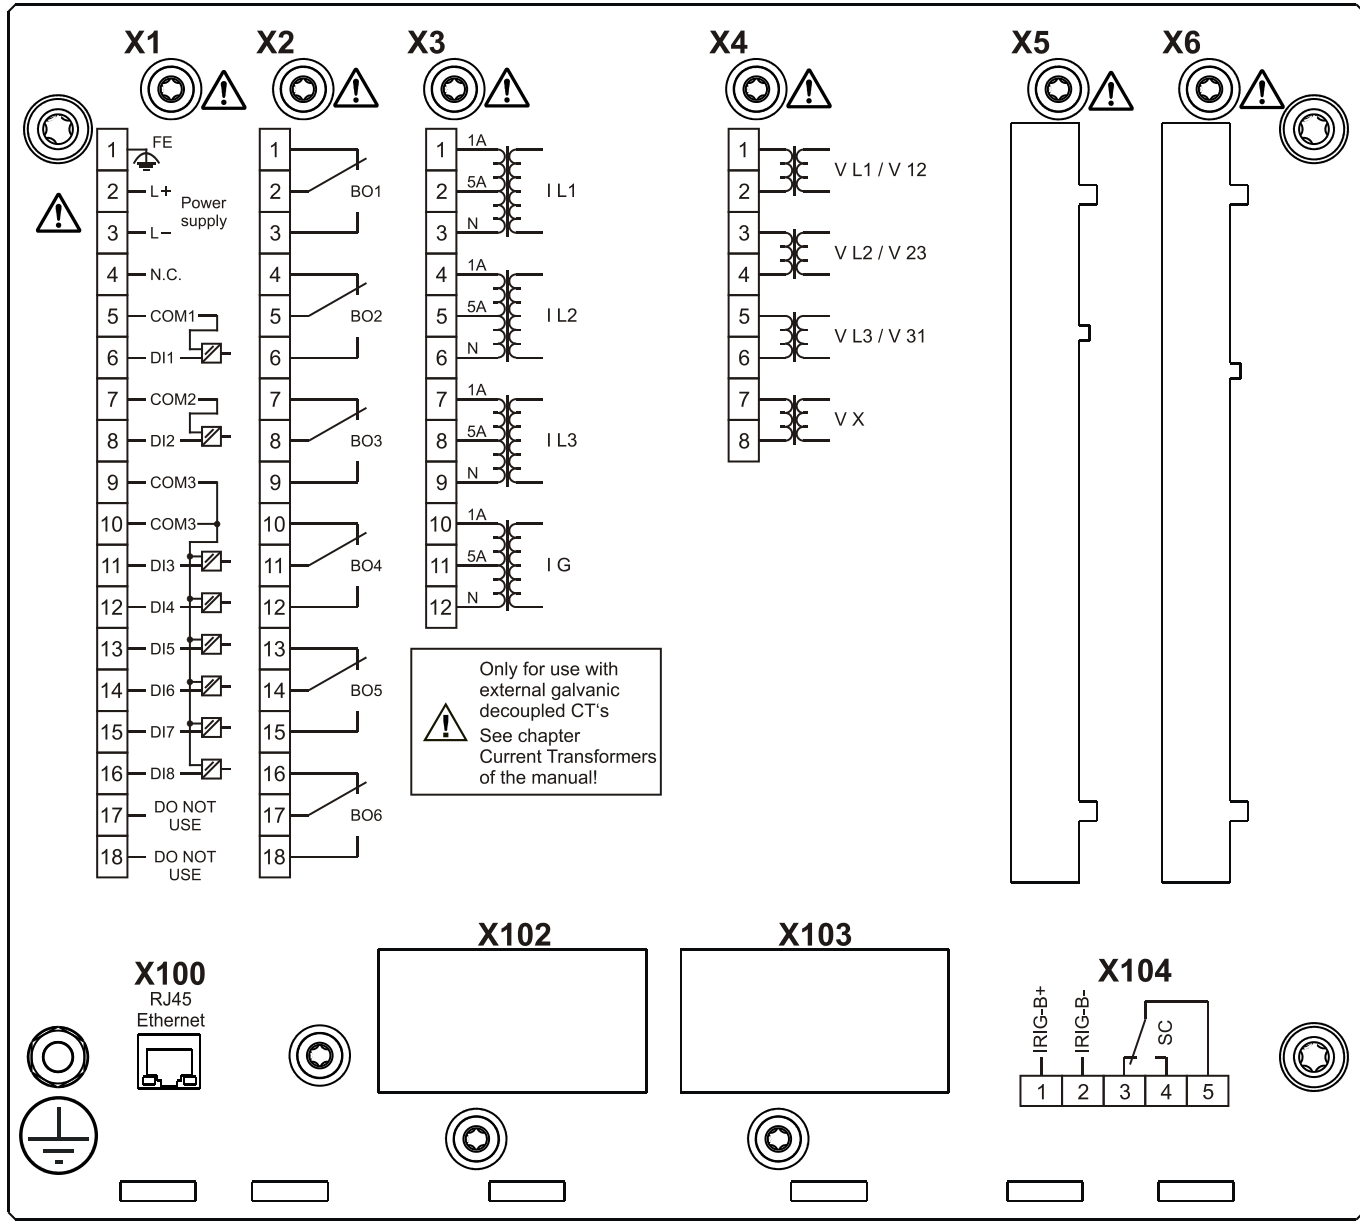 X1
X2
X3
X4
X5
X6
1 FE
2 L+
Power
supply
3 L−
4 N.C.
5 COM1
6 DI1
7 COM2
8 DI2
9 COM3
10 COM3
11 DI3
12 DI4
13 DI5
14 DI6
15 DI7
16 DI8
17 DO NOT
USE
18 DO NOT
USE
1
2 BO1
3
4
5 BO2
6
7
8 BO3
9
10
11 BO4
12
13
14 BO5
15
16
17 BO6
18
1 1A
2 5A I L1
3 N
4 1A
5 5A I L2
6 N
7 1A
8 5A I L3
9 N
10 1A
11 5A I G
12 N
Only for use with
external galvanic
decoupled CT‘s
See chapter
Current Transformers
of the manual!
1
V L1 / V 12
2
3
V L2 / V 23
4
5
V L3 / V 31
6
7
V X
8
X100
RJ45
Ethernet
X102
X103
X104
IRIG-B+
IRIG-B-
SC
1 2 3 4 5